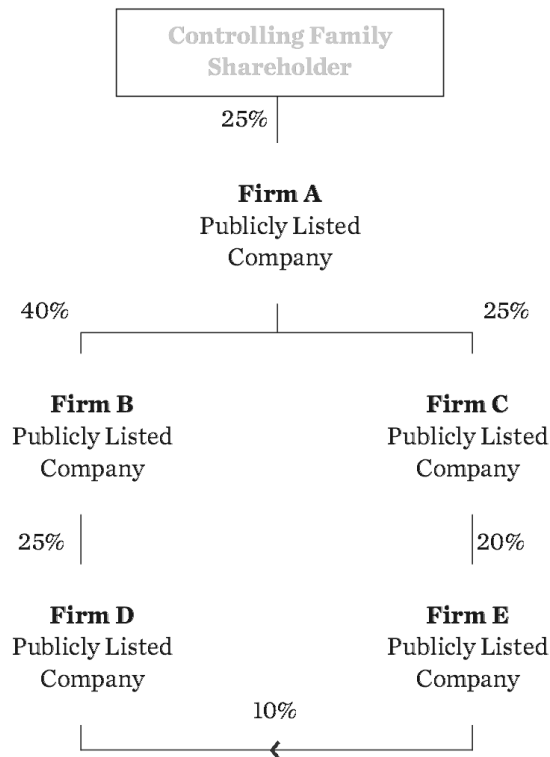 Controlling Family
Shareholder
25%
Firm A
Publicly Listed
Company
40%
25%
Firm B
Publicly Listed
Company
Firm C
Publicly Listed
Company
25%
20%
Firm D
Publicly Listed
Company
Firm E
Publicly Listed
Company
10%